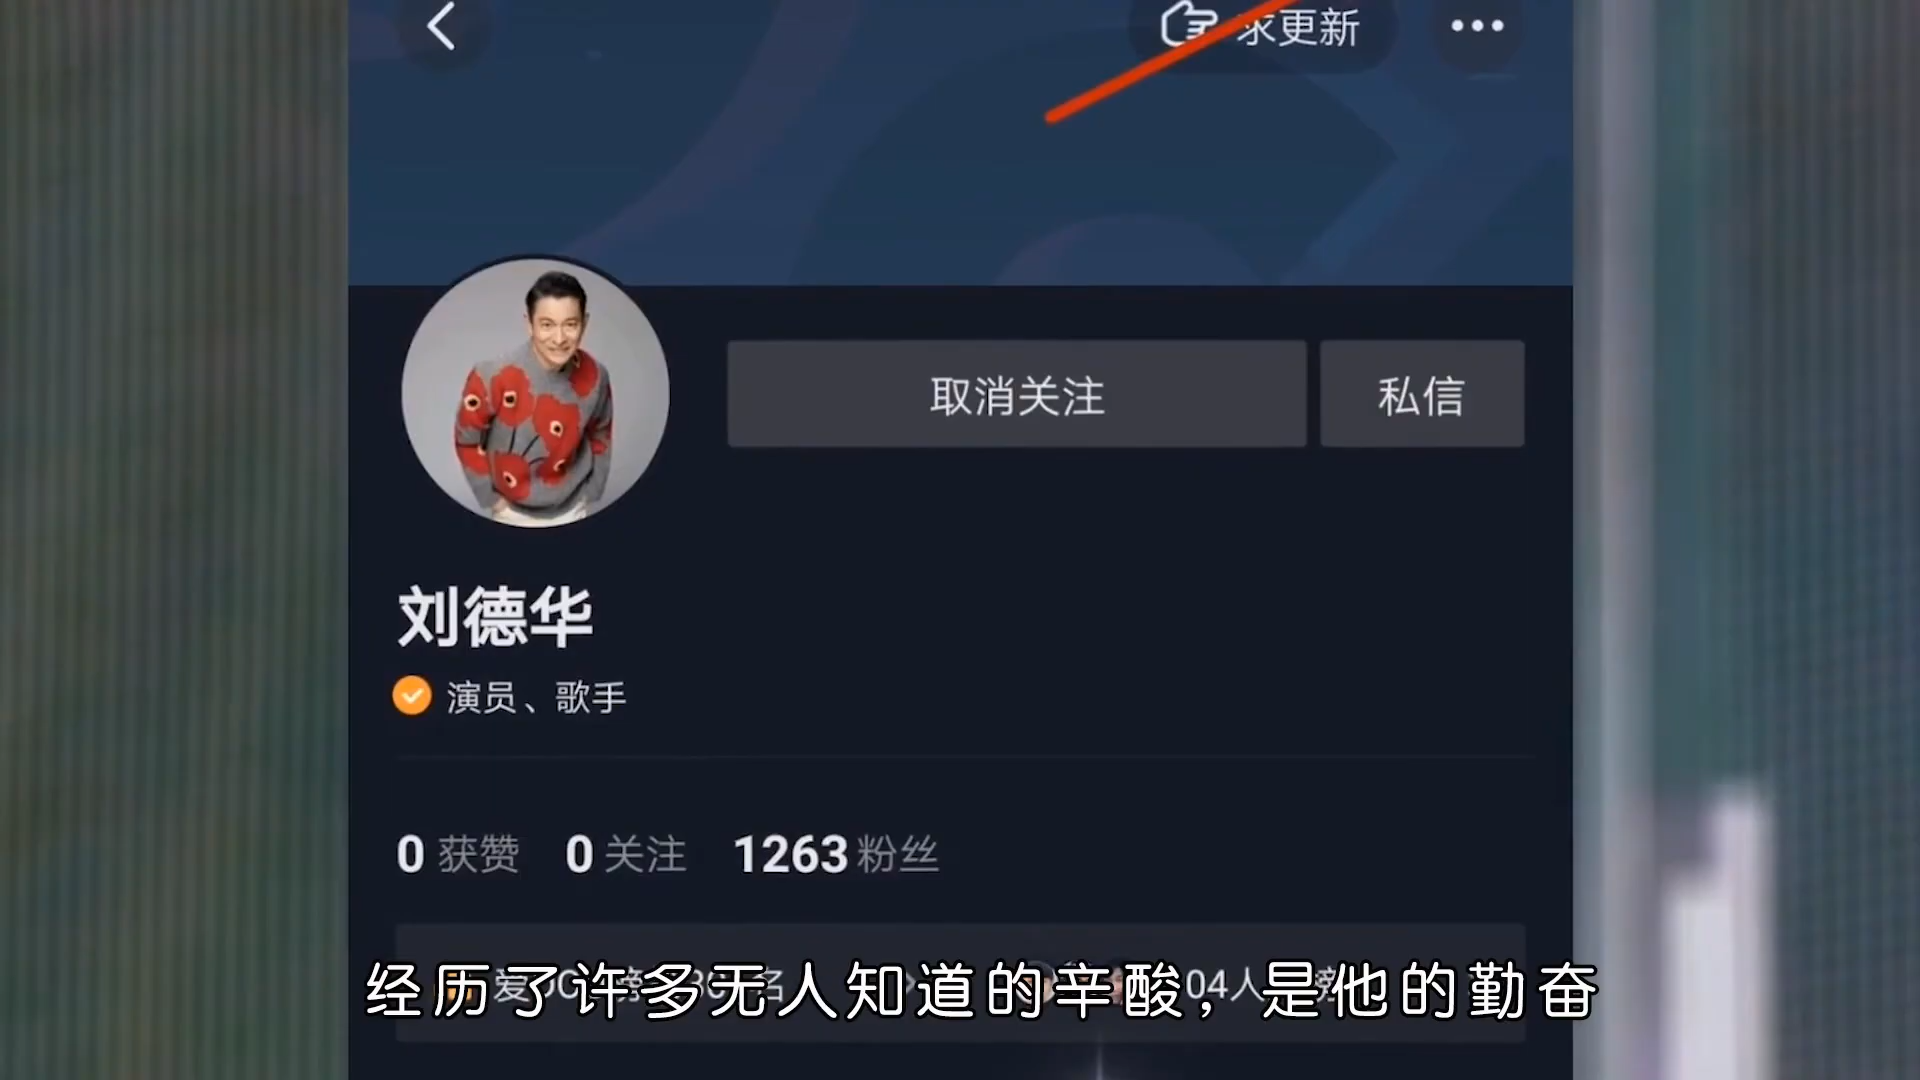 求更新
取消关注 私信
刘德华
演员、歌手
0 获赞 0 关注 1263 粉丝
经历了许多无人知道的辛酸，是他的勤奋